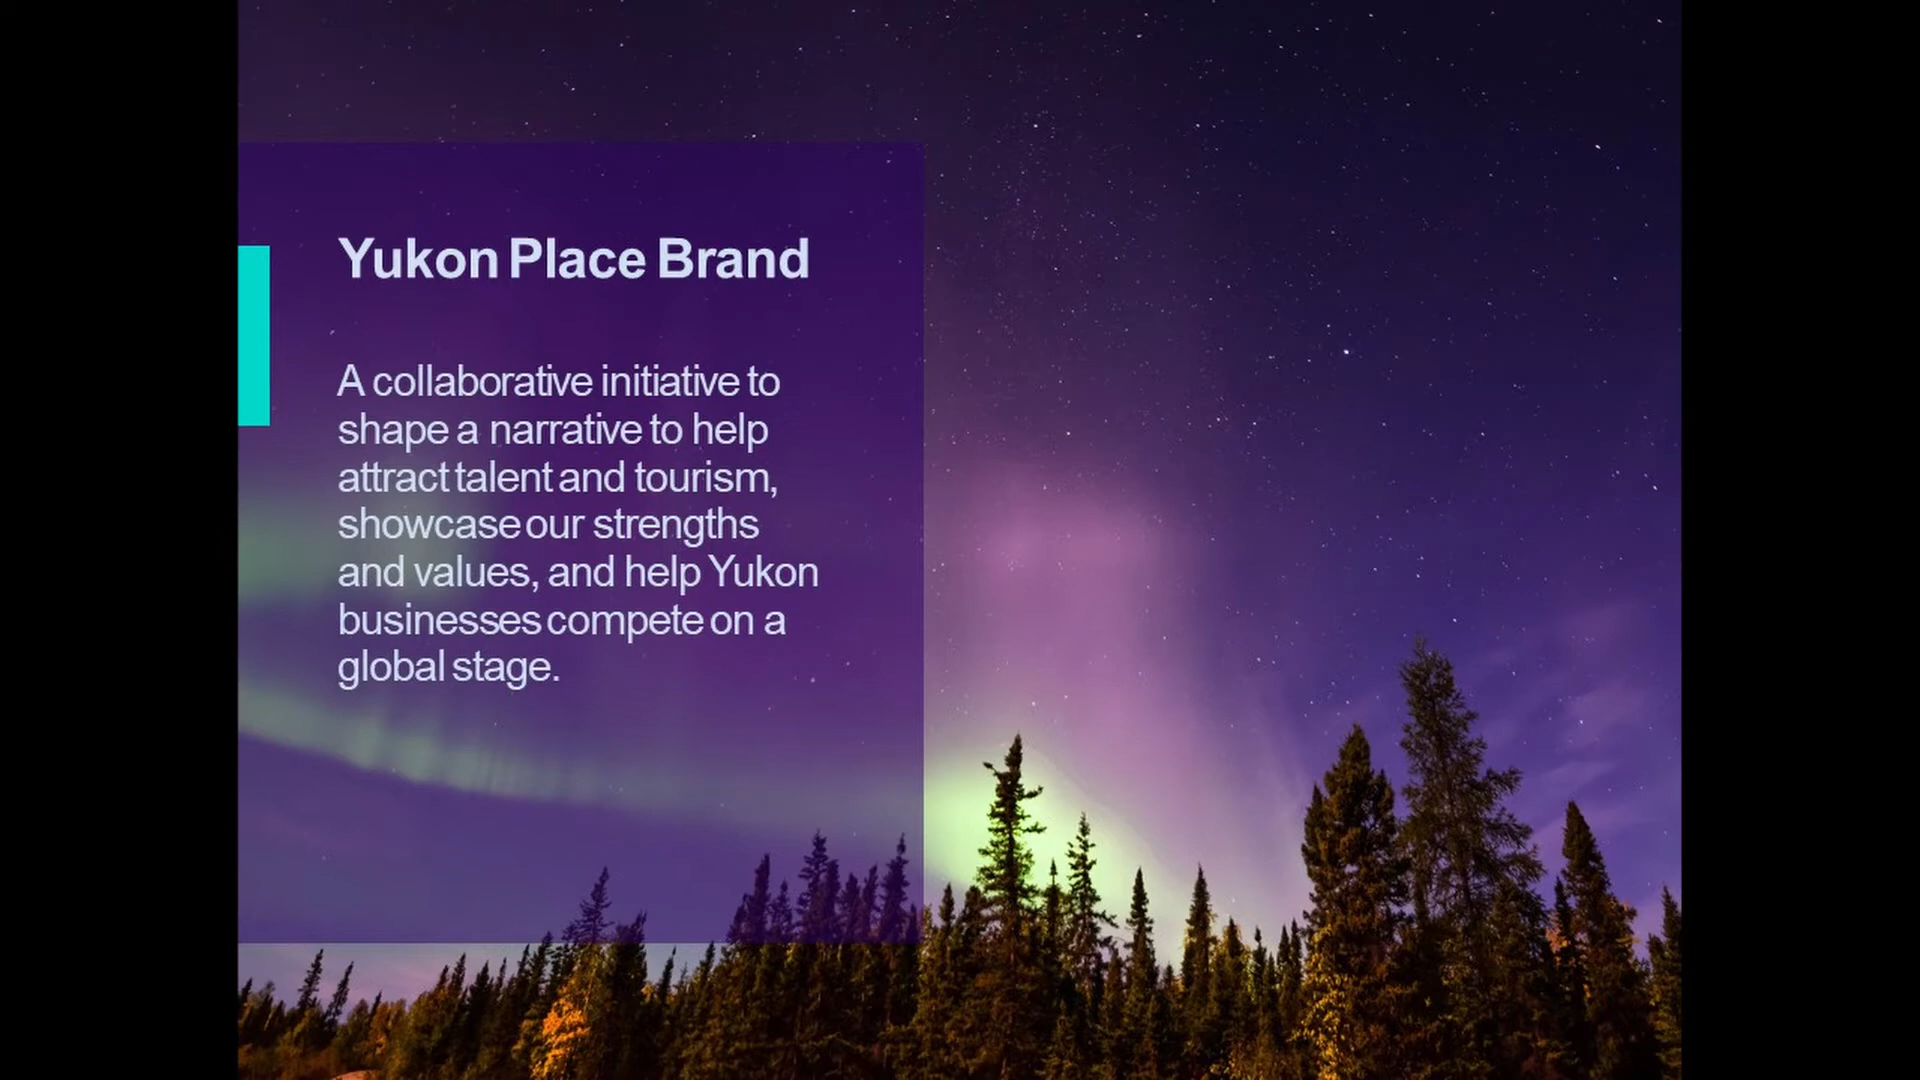 Yukon Place Brand
A collaborative initiative to
shape a narrative to help
attract talent and tourism,
showcase our strengths
and values, and help Yukon
businesses compete on a
global stage.